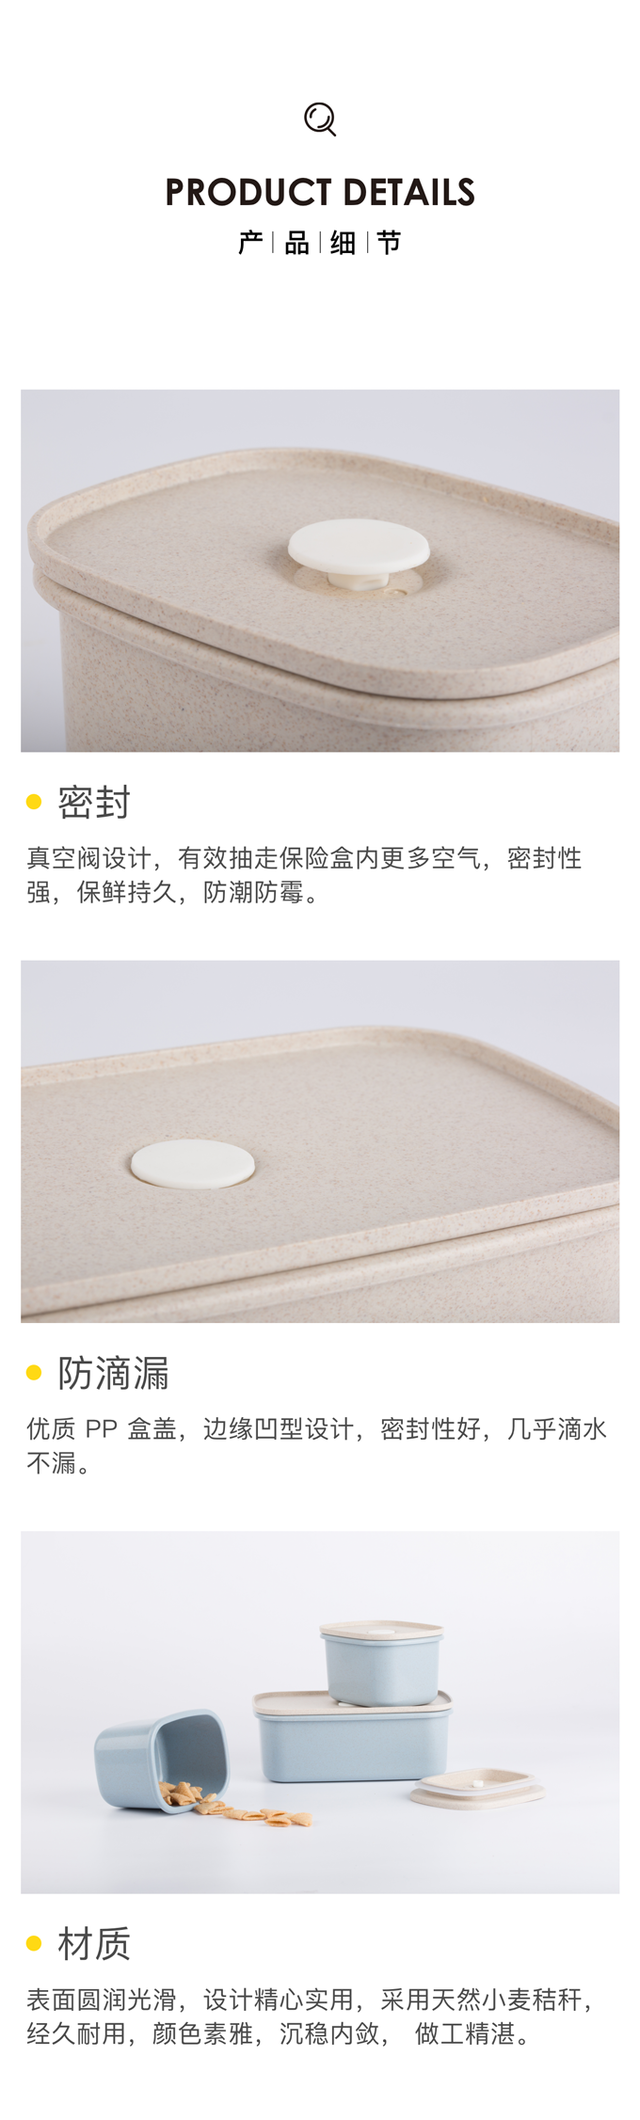 PRODUCT DETAILS
产|品|细|节
密封
真空阀设计，有效抽走保险盒内更多空气，密封性
强，保鲜持久，防潮防霉。
防滴漏
优质 PP 盒盖，边缘凹型设计，密封性好，几乎滴水
不漏。
材质
表面圆润光滑，设计精心实用，采用天然小麦秸秆，
经久耐用，颜色素雅，沉稳内敛， 做工精湛。